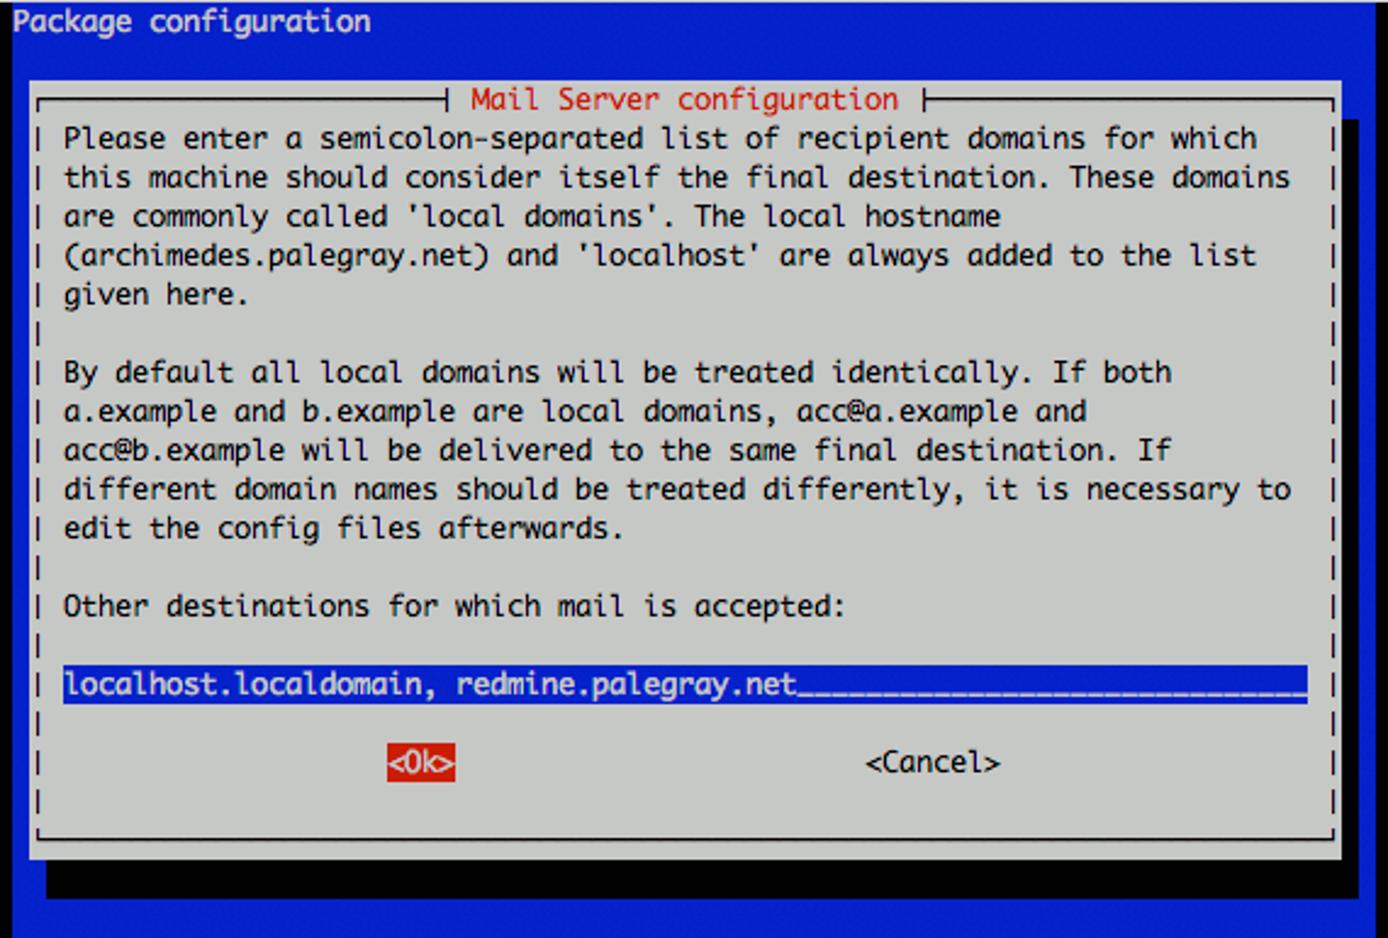 Package configuration
Mail Server configuration
Please enter a semicolon-separated list of recipient domains for which
this machine should consider itself the final destination. These domains
are commonly called 'local domains'. The local hostname
(archimedes.palegray.net) and 'localhost' are always added to the list
given here.
By default all local domains will be treated identically. If both
a.example and b.example are local domains, acc@a.example and
acc@b.example will be delivered to the same final destination. If
different domain names should be treated differently, it is necessary to
edit the config files afterwards.
Other destinations for which mail is accepted:
localhost.localdomain, redmine.palegray.net______________________________
<Ok> <Cancel>